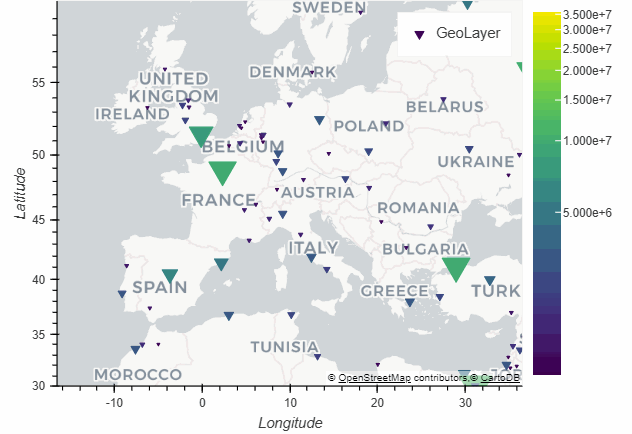 SWEDEN
GeoLayer
DENMARK
UNITED
KINGDOM
IRELAND
BELARUS
POLAND
BELGIUM
UKRAINE
AUSTRIA
FRANCE
ROMANIA
ITALY
BULGARIA
SPAIN
GREECE
TURK
TUNISIA
MOROCCO
© OpenStreetMap contributors,© CartoDB
55
50
45
40
35
30
Latitude
-10
0
10
20
30
Longitude
3.500e+7
3.000e+7
2.500e+7
2.000e+7
1.500e+7
1.000e+7
5.000e+6